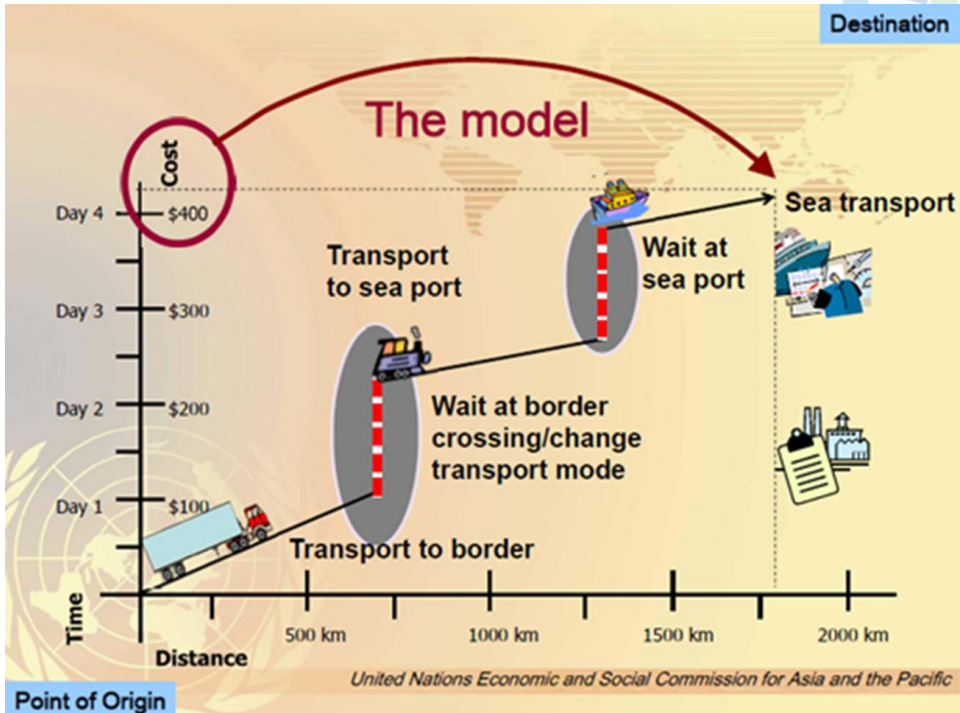 Destination
The model
Cost
Day 4
$400
Sea transport
Transport
to sea port
Wait at
sea port
Day 3
$300
Day 2
$200
Wait at border
crossing/change
transport mode
Day 1
$100
Transport to border
Time
500 km
1000 km
1500 km
2000 km
Distance
United Nations Economic and Social Commission for Asia and the Pacific
Point of Origin